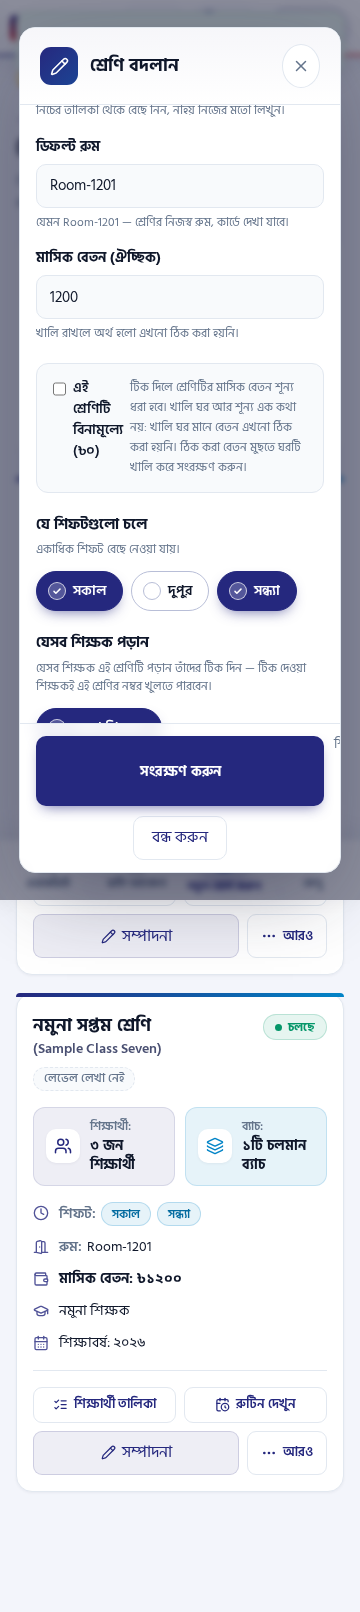 শ্রেণি বদলান
নিচের তালিকা থেকে বেছে নিন, নাহয় নিজের মতো লিখুন।
ডিফল্ট রুম
Room-1201
যেমন Room-1201 — শ্রেণির নিজস্ব রুম, কার্ডে দেখা যাবে।
মাসিক বেতন (ঐচ্ছিক)
1200
খালি রাখলে অর্থ হলো এখনো ঠিক করা হয়নি।
এই
শ্রেণিটি
বিনামূল্যে
(৳০)
টিক দিলে শ্রেণিটির মাসিক বেতন শূন্য
ধরা হবে। খালি ঘর আর শূন্য এক কথা
নয়: খালি ঘর মানে বেতন এখনো ঠিক
করা হয়নি। ঠিক করা বেতন মুছতে ঘরটি
খালি করে সংরক্ষণ করুন।
যে শিফটগুলো চলে
একাধিক শিফট বেছে নেওয়া যায়।
সকাল দুপুর সন্ধ্যা
যেসব শিক্ষক পড়ান
যেসব শিক্ষক এই শ্রেণিটি পড়ান তাঁদের টিক দিন — টিক দেওয়া
শিক্ষকই এই শ্রেণির নম্বর খুলতে পারবেন।
সংরক্ষণ করুন
বন্ধ করুন
সম্পাদনা ··· আরও
নমুনা সপ্তম শ্রেণি
চলছে
(Sample Class Seven)
লেভেল লেখা নেই
শিক্ষার্থী:
৩ জন
শিক্ষার্থী
ব্যাচ:
১টি চলমান
ব্যাচ
শিফট: সকাল সন্ধ্যা
রুম: Room-1201
মাসিক বেতন: ৳১২০০
নমুনা শিক্ষক
শিক্ষাবর্ষ: ২০২৬
শিক্ষার্থী তালিকা রুটিন দেখুন
সম্পাদনা ··· আরও